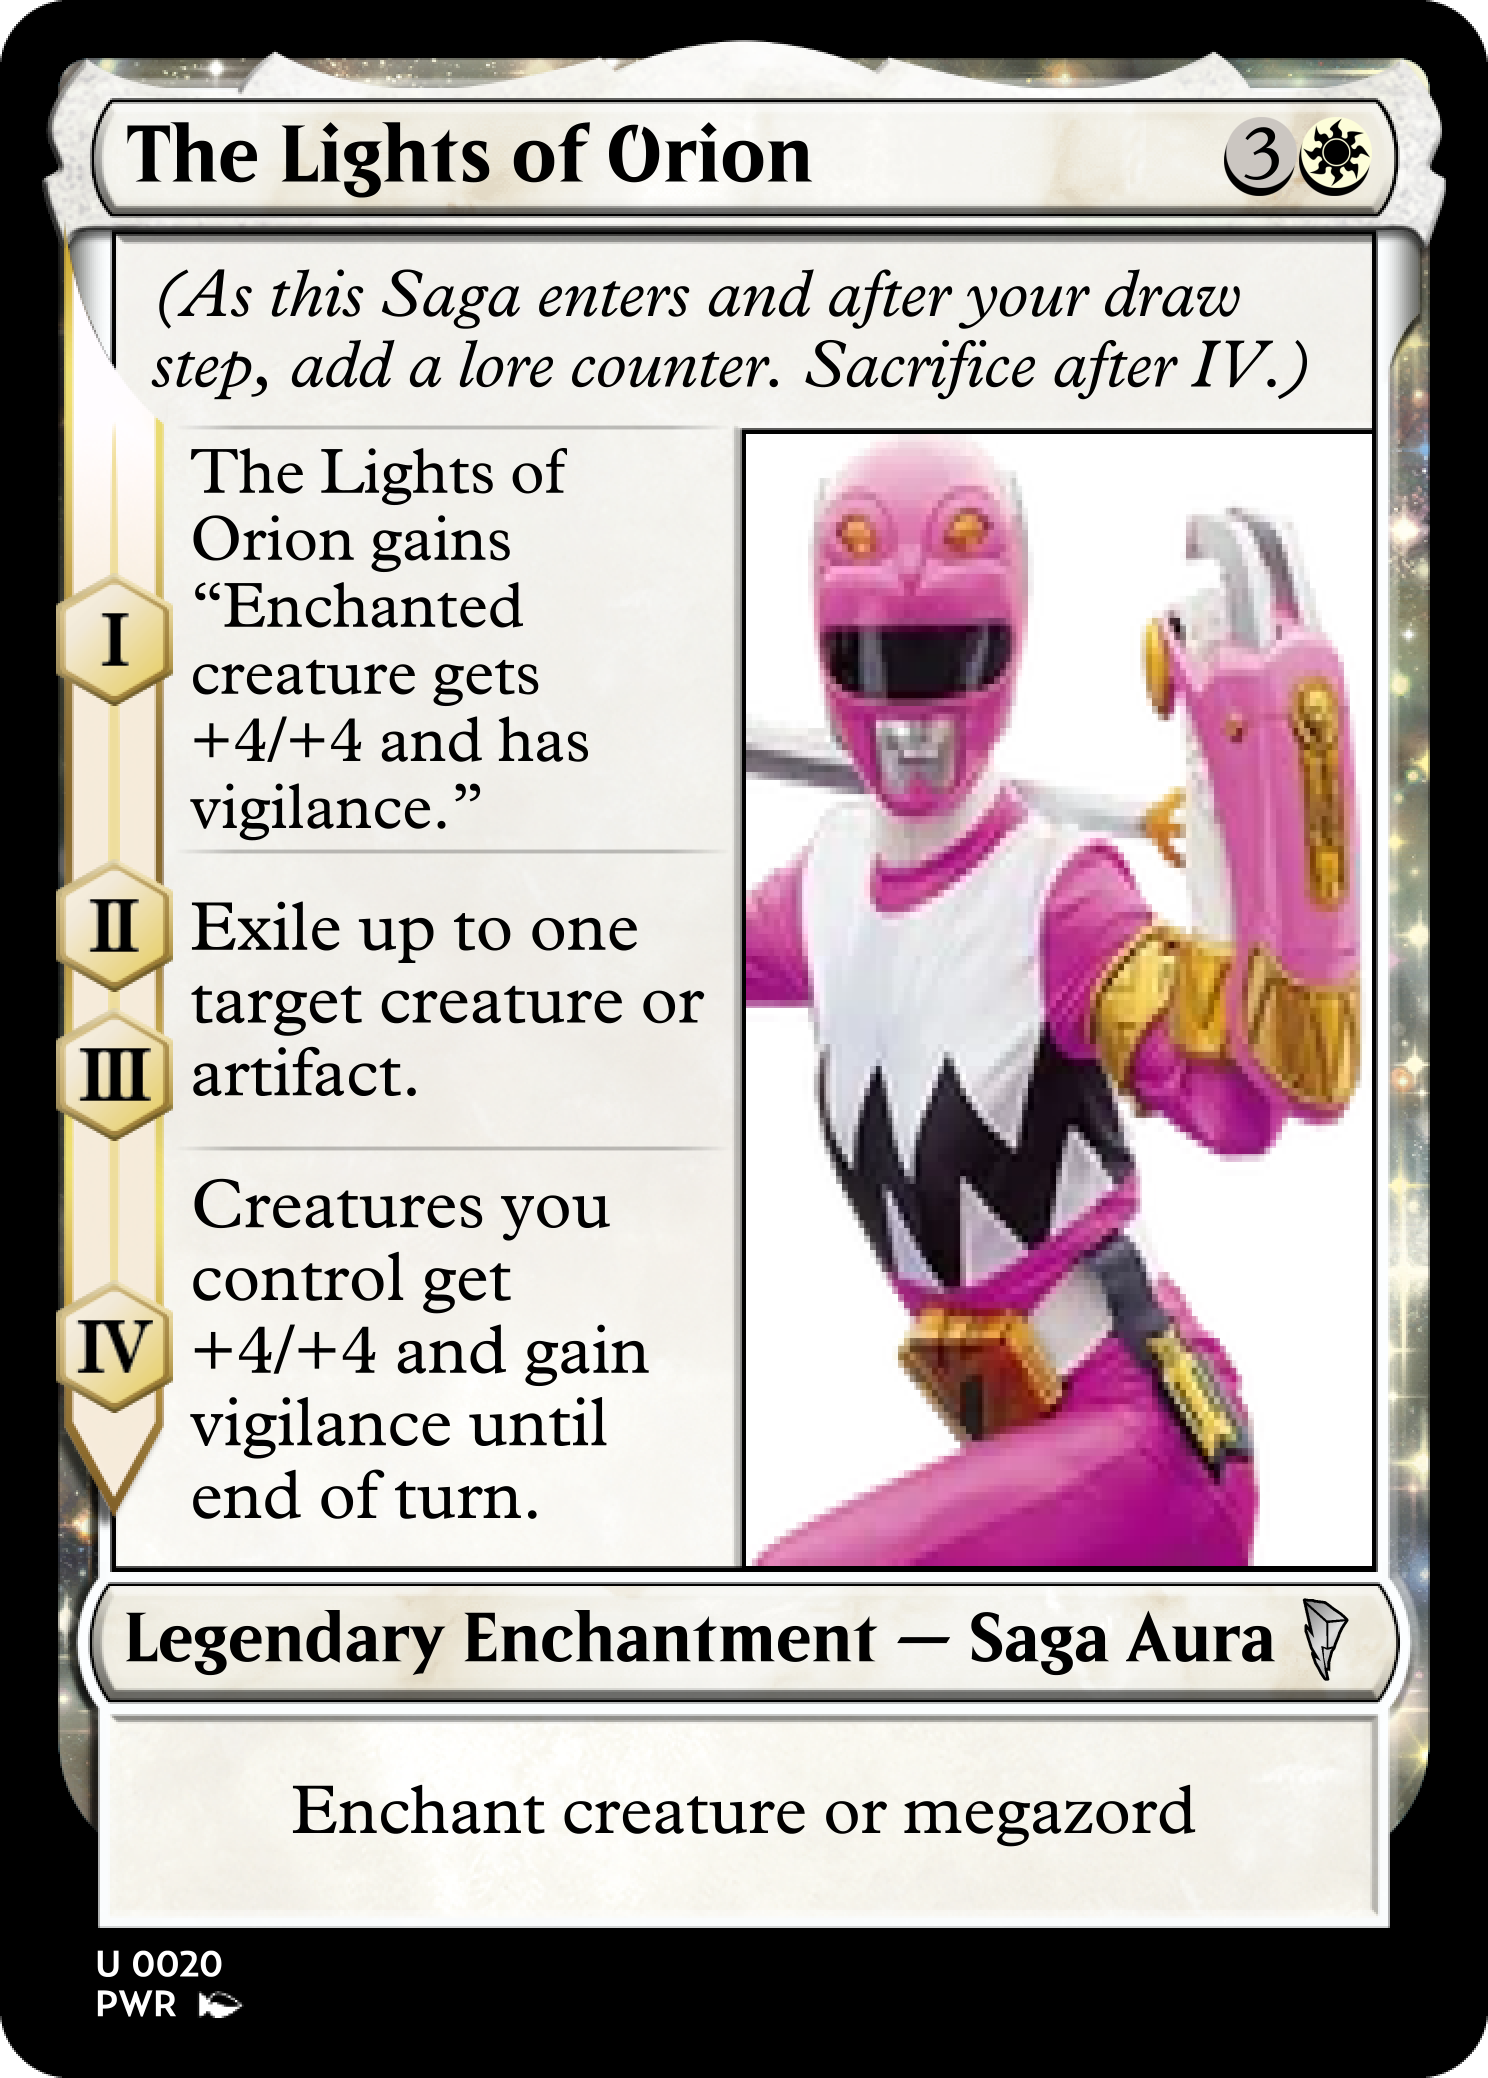 The Lights of Orion 3
(As this Saga enters and after your draw
step, add a lore counter. Sacrifice after IV.)
I
The Lights of
Orion gains
“Enchanted
creature gets
+4/+4 and has
vigilance.”
II
III
Exile up to one
target creature or
artifact.
IV
Creatures you
control get
+4/+4 and gain
vigilance until
end of turn.
Legendary Enchantment — Saga Aura
Enchant creature or megazord
U 0020
PWR